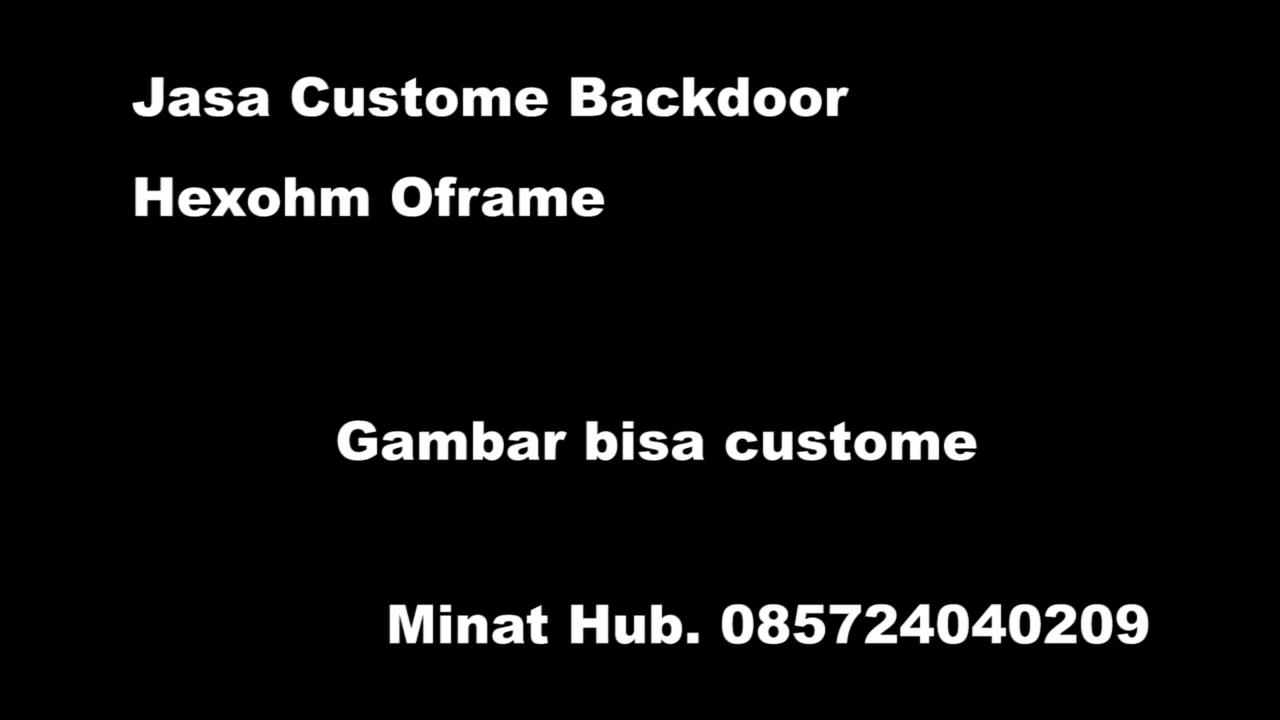 Jasa Custome Backdoor
Hexohm Oframe
Gambar bisa custome
Minat Hub. 085724040209